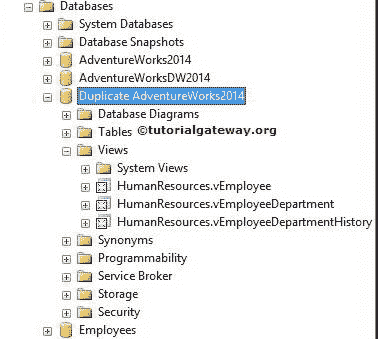 Databases
System Databases
Database Snapshots
AdventureWorks2014
AdventureWorksDW2014
Duplicate AdventureWorks2014
Database Diagrams
Tables ©tutorialgateway.org
Views
System Views
HumanResources.vEmployee
HumanResources.vEmployeeDepartment
HumanResources.vEmployeeDepartmentHistory
Synonyms
Programmability
Service Broker
Storage
Security
Employees